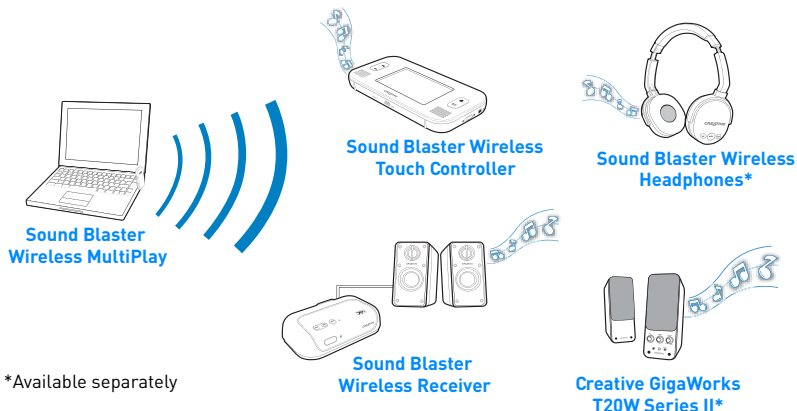 Sound Blaster Wireless
Touch Controller
CREATIVE
Sound Blaster Wireless
Headphones*
Sound Blaster
Wireless MultiPlay
Sound Blaster
Wireless Receiver
*Available separately
Creative GigaWorks
T20W Series II*